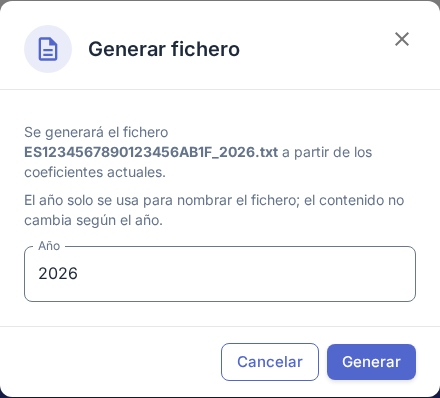 Generar fichero
Se generará el fichero
ES1234567890123456AB1F_2026.txt a partir de los
coeficientes actuales.
El año solo se usa para nombrar el fichero; el contenido no
cambia según el año.
Año
2026
Cancelar
Generar